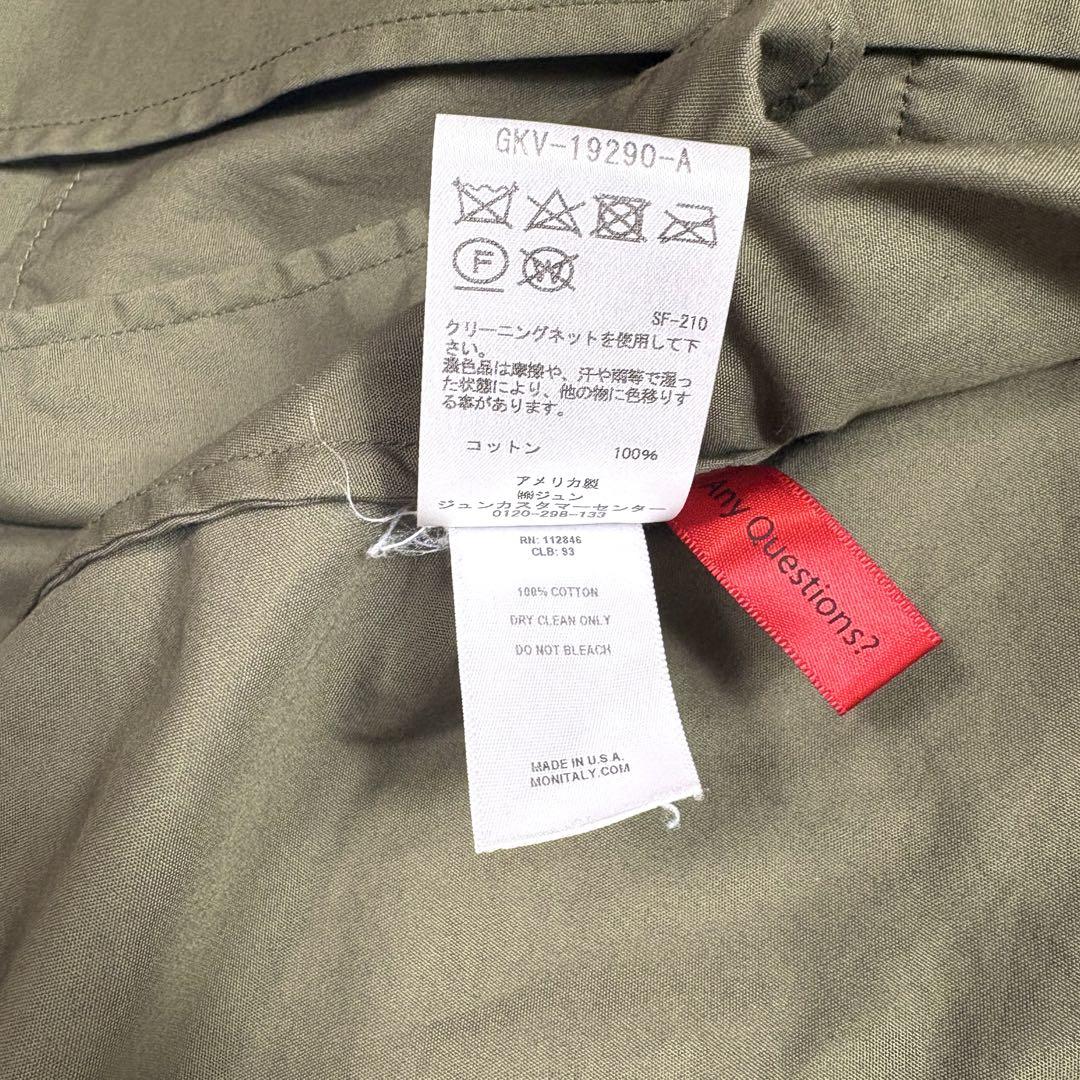 GKV-19290-A
F
W
SF-210
クリーニングネットを使用して下
さい。
濃色品は摩擦や、汗や雨等で湿っ
た状態により、他の物に色移りす
る事があります。
コットン 100%
アメリカ製
㈱ジュン
ジュンカスタマーセンター
0120-298-133
RN: 112846
CLB: 93
100% COTTON
DRY CLEAN ONLY
DO NOT BLEACH
MADE IN U.S.A.
MONITALY.COM
Any Questions?